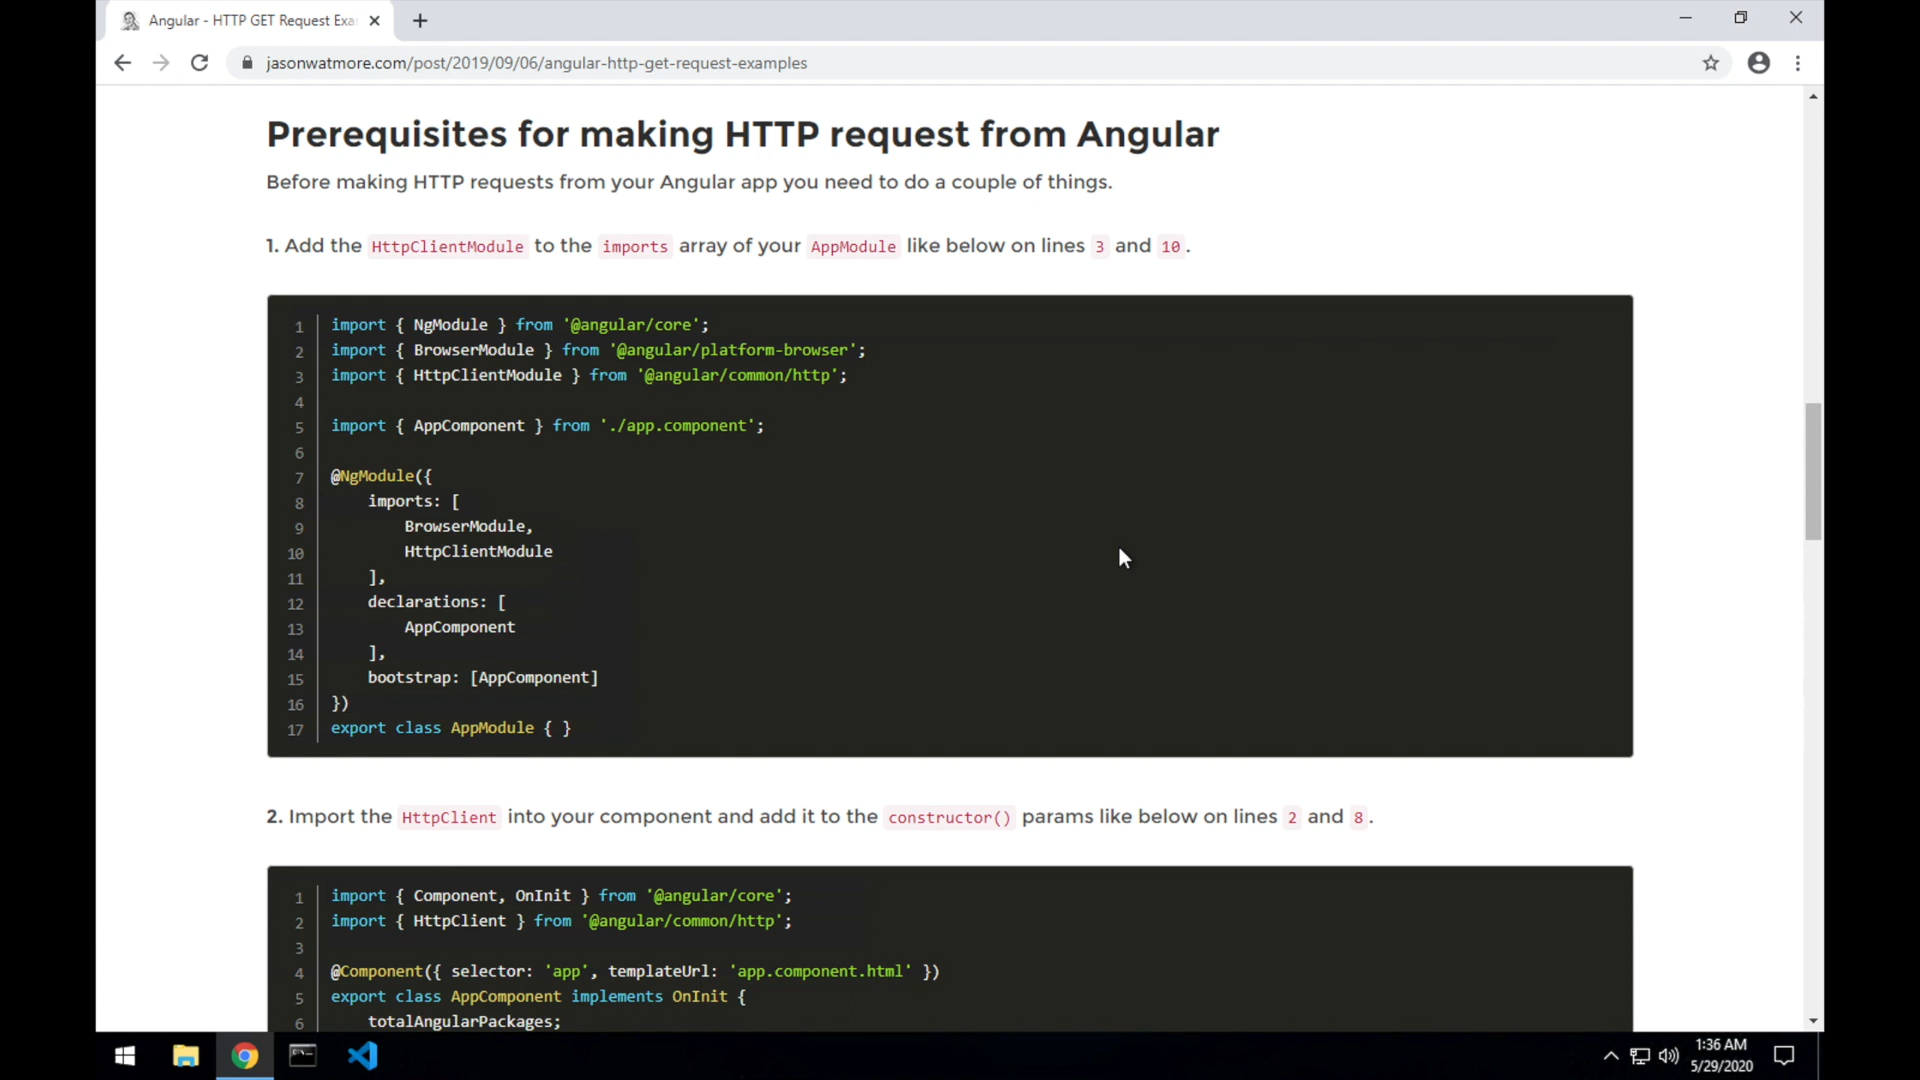 Angular - HTTP GET Request Exa
jasonwatmore.com/post/2019/09/06/angular-http-get-request-examples
Prerequisites for making HTTP request from Angular
Before making HTTP requests from your Angular app you need to do a couple of things.
1. Add the HttpClientModule to the imports array of your AppModule like below on lines 3 and 10.
1 import { NgModule } from '@angular/core';
2 import { BrowserModule } from '@angular/platform-browser';
3 import { HttpClientModule } from '@angular/common/http';
4
5 import { AppComponent } from './app.component';
6
7 @NgModule({
8     imports: [
9         BrowserModule,
10         HttpClientModule
11     ],
12     declarations: [
13         AppComponent
14     ],
15     bootstrap: [AppComponent]
16 })
17 export class AppModule { }
2. Import the HttpClient into your component and add it to the constructor() params like below on lines 2 and 8.
1 import { Component, OnInit } from '@angular/core';
2 import { HttpClient } from '@angular/common/http';
3
4 @Component({ selector: 'app', templateUrl: 'app.component.html' })
5 export class AppComponent implements OnInit {
6     totalAngularPackages;
1:36 AM
5/29/2020